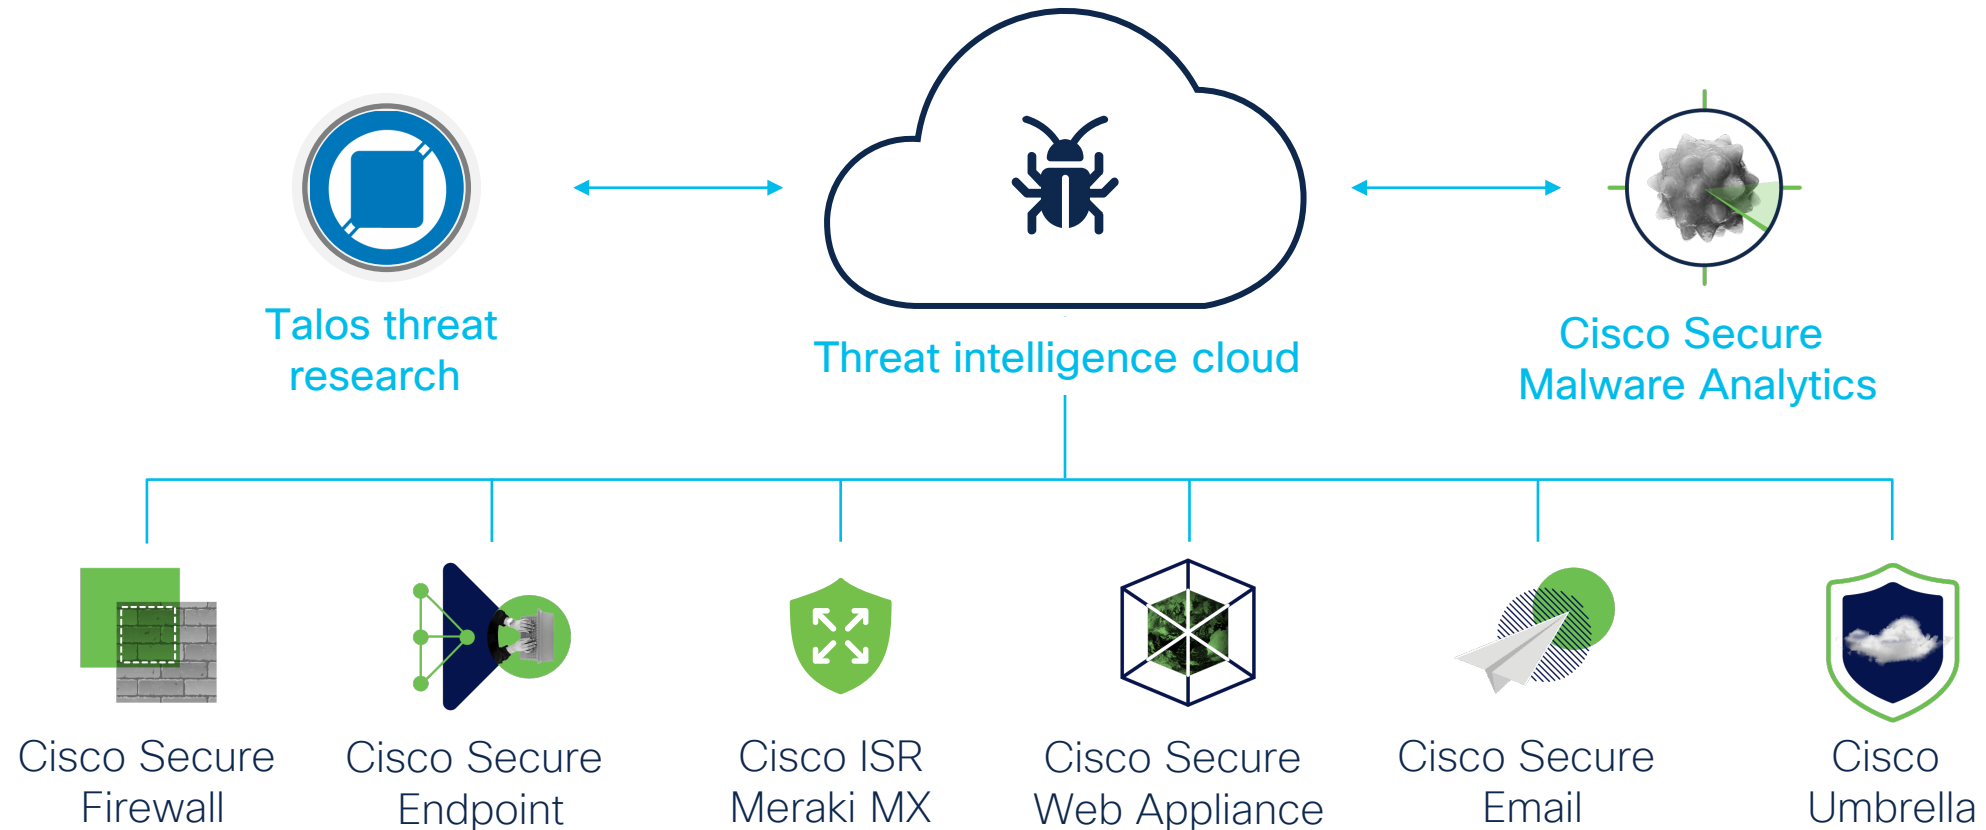 Talos threat
research
Threat intelligence cloud
Cisco Secure
Malware Analytics
Cisco Secure
Firewall
Cisco Secure
Endpoint
Cisco ISR
Meraki MX
Cisco Secure
Web Appliance
Cisco Secure
Email
Cisco
Umbrella